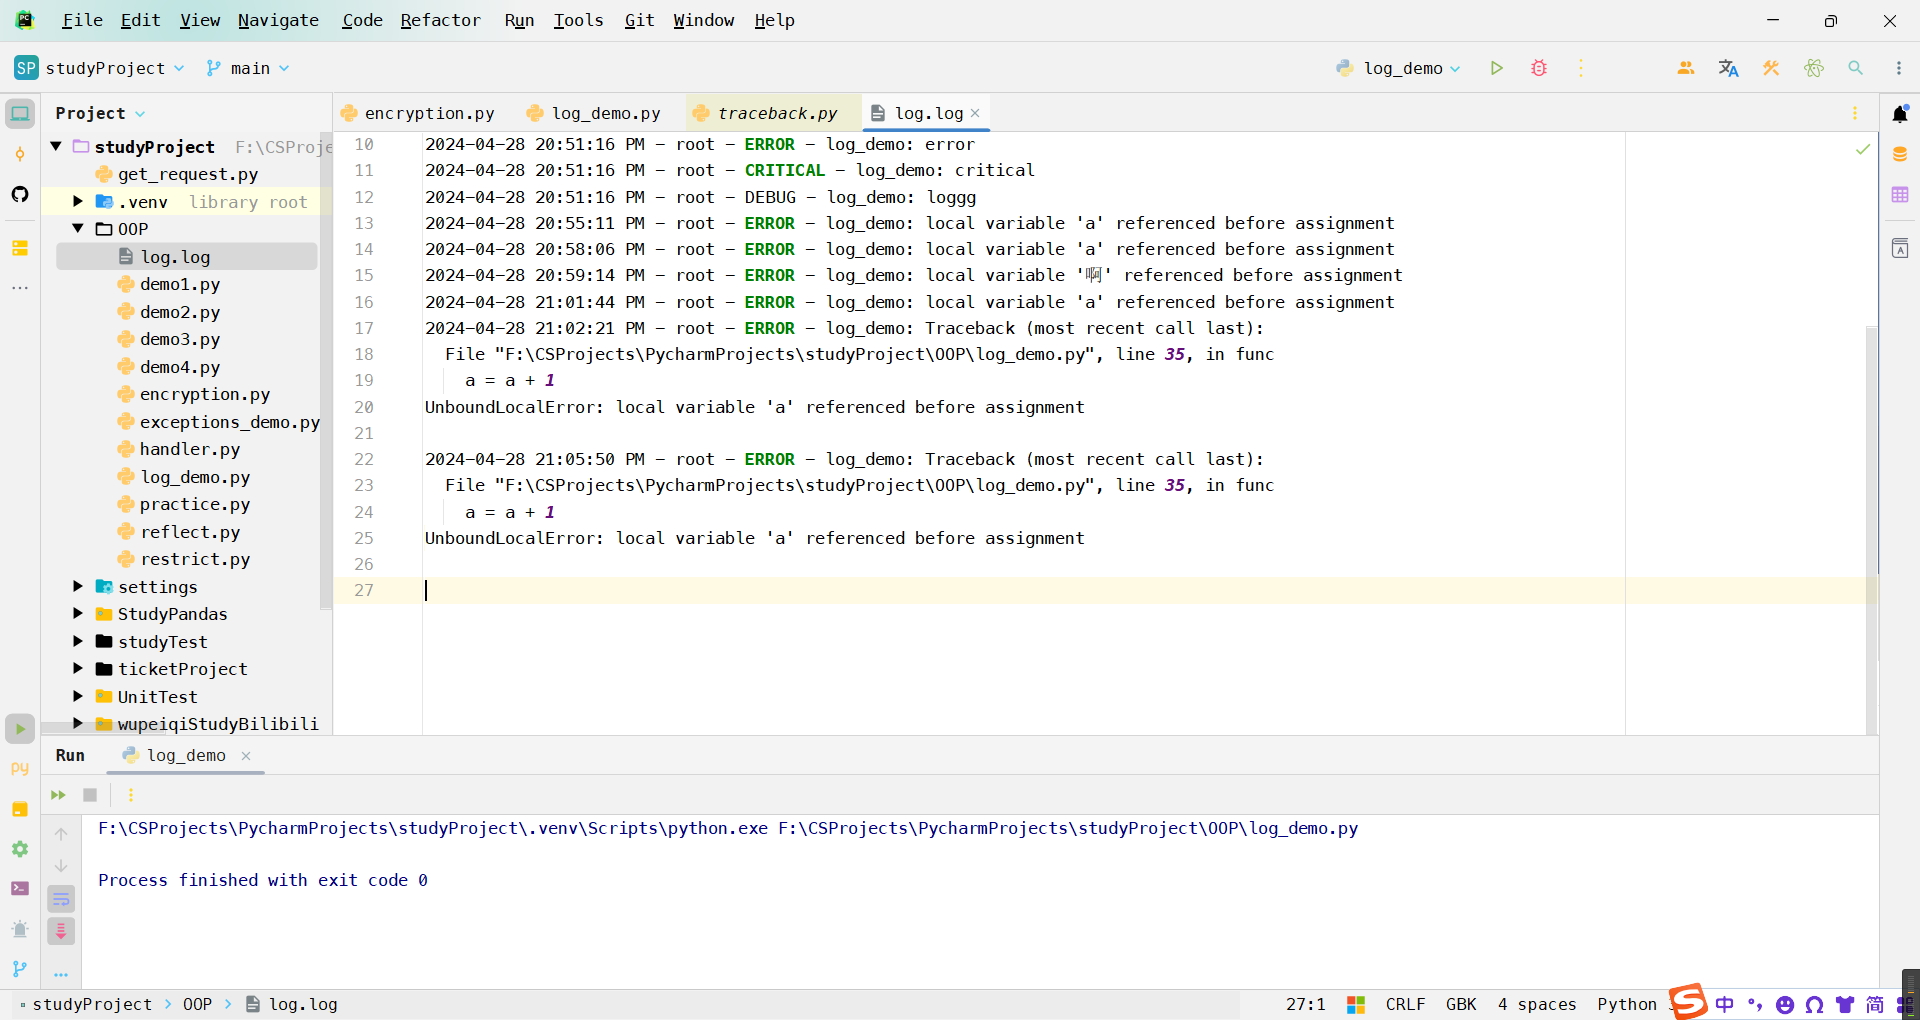 File Edit View Navigate Code Refactor Run Tools Git Window Help
SP studyProject main log_demo
Project encryption.py log_demo.py traceback.py log.log
studyProject F:\CSProje
get_request.py
.venv library root
OOP
log.log
demo1.py
demo2.py
demo3.py
demo4.py
encryption.py
exceptions_demo.py
handler.py
log_demo.py
practice.py
reflect.py
restrict.py
settings
StudyPandas
studyTest
ticketProject
UnitTest
wupeiqiStudyBilibili
10 2024-04-28 20:51:16 PM - root - ERROR - log_demo: error
11 2024-04-28 20:51:16 PM - root - CRITICAL - log_demo: critical
12 2024-04-28 20:51:16 PM - root - DEBUG - log_demo: loggg
13 2024-04-28 20:55:11 PM - root - ERROR - log_demo: local variable 'a' referenced before assignment
14 2024-04-28 20:58:06 PM - root - ERROR - log_demo: local variable 'a' referenced before assignment
15 2024-04-28 20:59:14 PM - root - ERROR - log_demo: local variable '啊' referenced before assignment
16 2024-04-28 21:01:44 PM - root - ERROR - log_demo: local variable 'a' referenced before assignment
17 2024-04-28 21:02:21 PM - root - ERROR - log_demo: Traceback (most recent call last):
18 File "F:\CSProjects\PycharmProjects\studyProject\OOP\log_demo.py", line 35, in func
19 a = a + 1
20 UnboundLocalError: local variable 'a' referenced before assignment
21
22 2024-04-28 21:05:50 PM - root - ERROR - log_demo: Traceback (most recent call last):
23 File "F:\CSProjects\PycharmProjects\studyProject\OOP\log_demo.py", line 35, in func
24 a = a + 1
25 UnboundLocalError: local variable 'a' referenced before assignment
26
27
Run log_demo
F:\CSProjects\PycharmProjects\studyProject\.venv\Scripts\python.exe F:\CSProjects\PycharmProjects\studyProject\OOP\log_demo.py
Process finished with exit code 0
studyProject OOP log.log 27:1 CRLF GBK 4 spaces Python 中 简